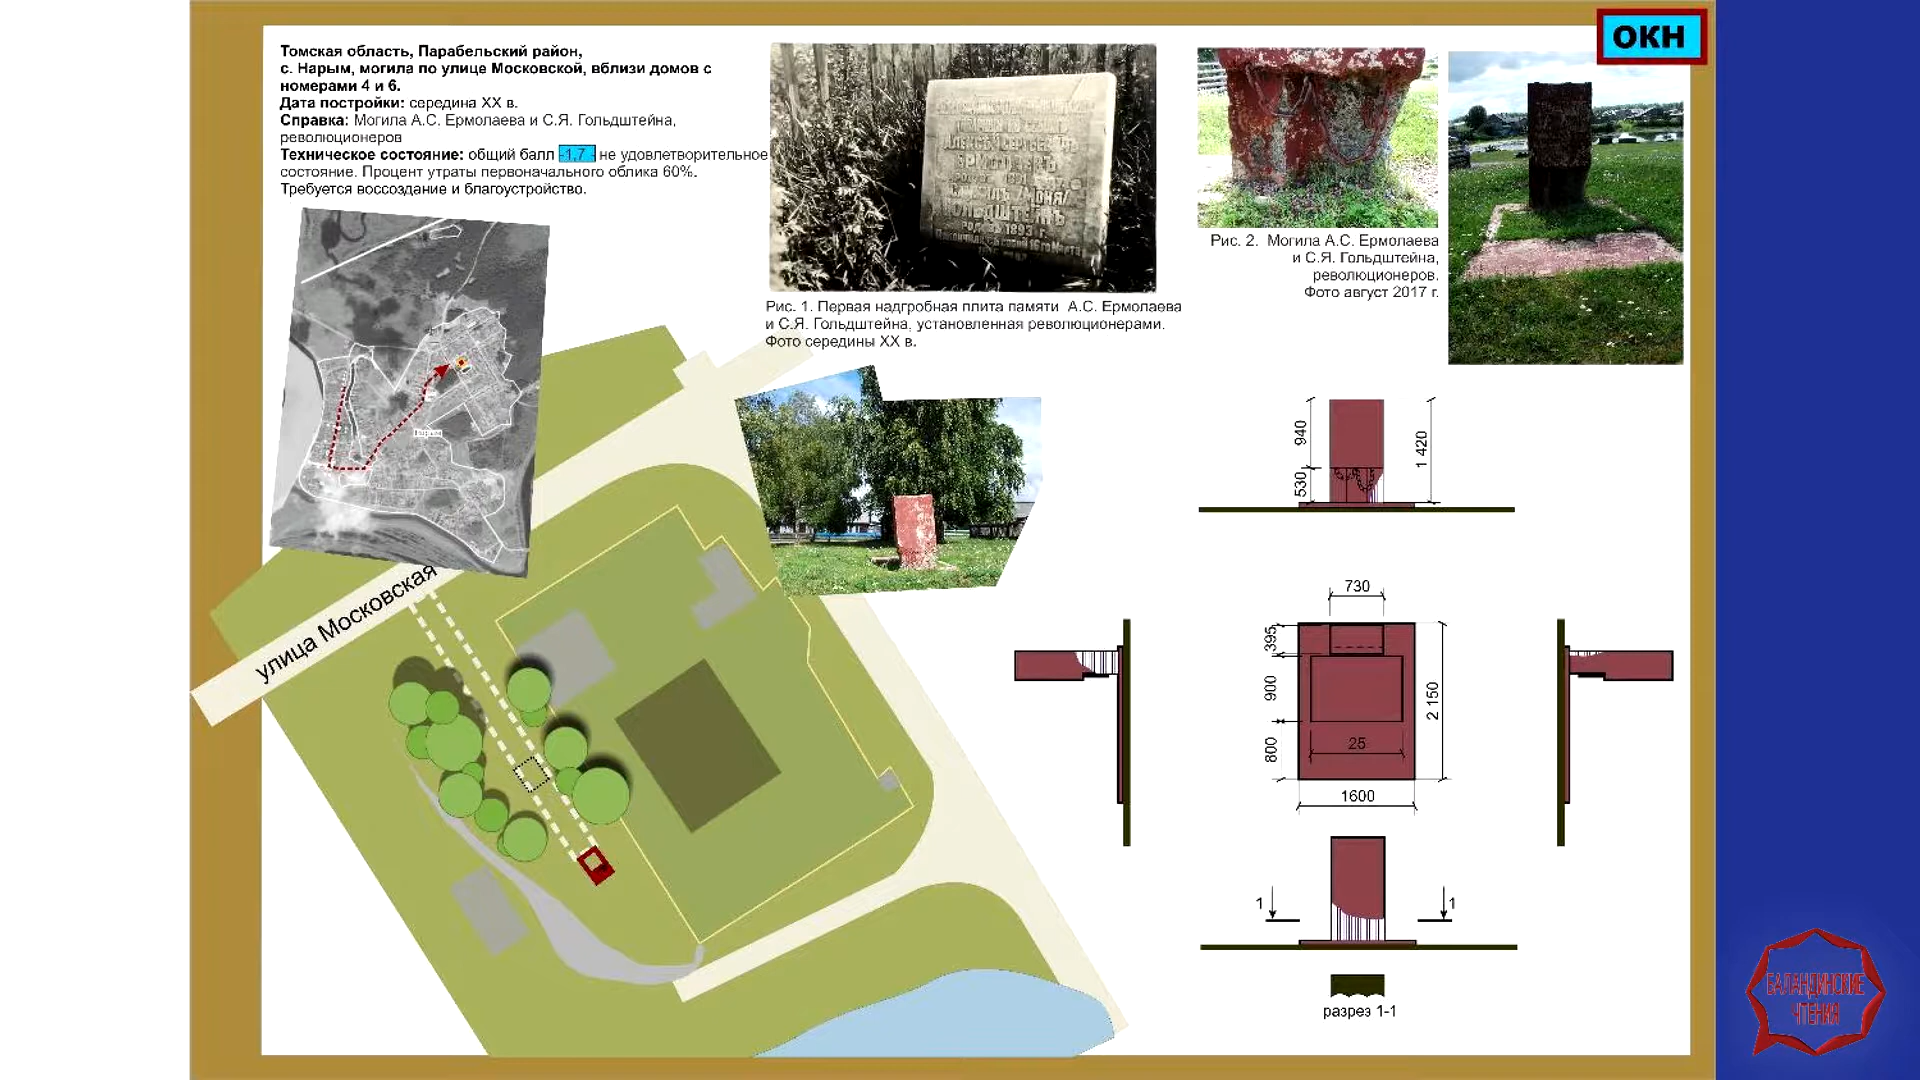 ОКН
Томская область, Парабельский район,
с. Нарым, могила по улице Московской, вблизи домов с
номерами 4 и 6.
Дата постройки: середина XX в.
Справка: Могила А.С. Ермолаева и С.Я. Гольдштейна,
революционеров
Техническое состояние: общий балл -1,7 - не удовлетворительное
состояние. Процент утраты первоначального облика 60%.
Требуется воссоздание и благоустройство.
Рис. 1. Первая надгробная плита памяти А.С. Ермолаева
и С.Я. Гольдштейна, установленная революционерами.
Фото середины XX в.
Рис. 2. Могила А.С. Ермолаева
и С.Я. Гольдштейна,
революционеров.
Фото август 2017 г.
улица Московская
940
530
1 420
730
395
900
800
2 150
25
1600
1
1
разрез 1-1
БАЛАНДИНСКИЕ
ЧТЕНИЯ